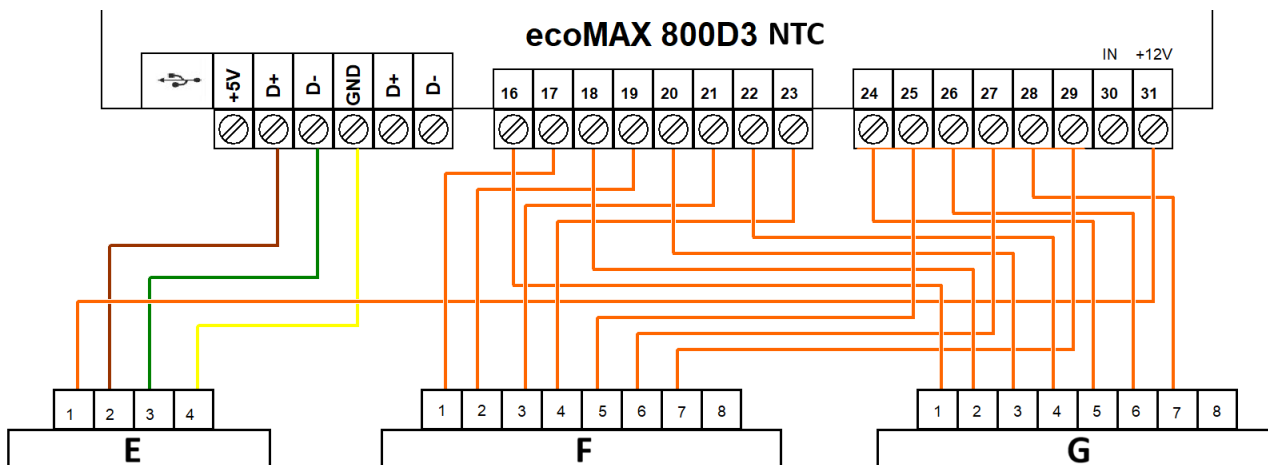 ecoMAX 800D3 NTC
IN +12V
+5V D+ D- GND D+ D-
16 17 18 19 20 21 22 23
24 25 26 27 28 29 30 31
1 2 3 4
1 2 3 4 5 6 7 8
1 2 3 4 5 6 7 8
E
F
G